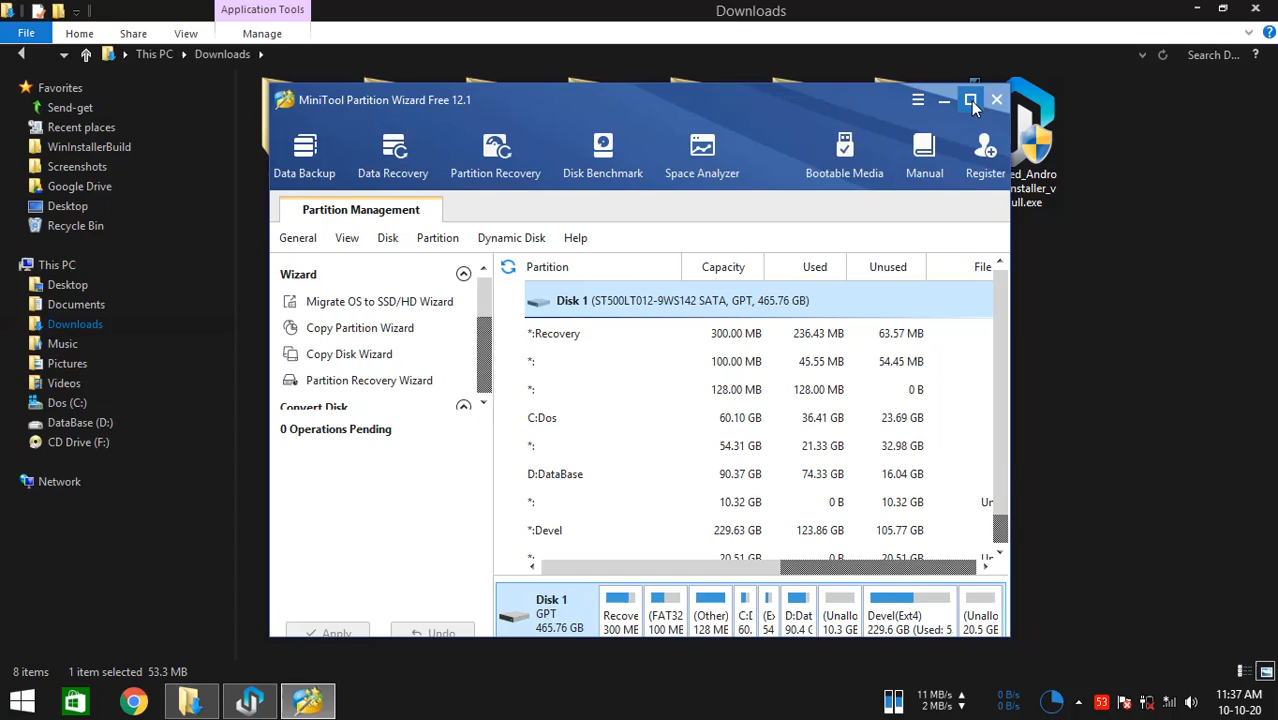 Application Tools
Downloads
File Home Share View Manage
This PC Downloads
Search D...
Favorites
Send-get
Recent places
WinInstallerBuild
Screenshots
Google Drive
Desktop
Recycle Bin
This PC
Desktop
Documents
Downloads
Music
Pictures
Videos
Dos (C:)
DataBase (D:)
CD Drive (F:)
Network
ed_Andro
nstaller_v
ull.exe
MiniTool Partition Wizard Free 12.1
Data Backup Data Recovery Partition Recovery Disk Benchmark Space Analyzer Bootable Media Manual Register
Partition Management
General View Disk Partition Dynamic Disk Help
Wizard
Migrate OS to SSD/HD Wizard
Copy Partition Wizard
Copy Disk Wizard
Partition Recovery Wizard
Convert Disk
0 Operations Pending
Apply Undo
Partition Capacity Used Unused File
Disk 1 (ST500LT012-9WS142 SATA, GPT, 465.76 GB)
*:Recovery 300.00 MB 236.43 MB 63.57 MB
*: 100.00 MB 45.55 MB 54.45 MB
*: 128.00 MB 128.00 MB 0 B
C:Dos 60.10 GB 36.41 GB 23.69 GB
*: 54.31 GB 21.33 GB 32.98 GB
D:DataBase 90.37 GB 74.33 GB 16.04 GB
*: 10.32 GB 0 B 10.32 GB Un
*:Devel 229.63 GB 123.86 GB 105.77 GB
*: 20.51 GB 0 B 20.51 GB Un
Disk 1
GPT
465.76 GB
Recove (FAT32 (Other) C:D (E D:Dat (Unallo Devel(Ext4) (Unallo
300 ME 100 ME 128 MB 60. 54 90.4 G 10.3 GE 229.6 GB (Used: 5 20.5 GE
8 items 1 item selected 53.3 MB
11 MB/s 0 B/s
2 MB/s 0 B/s
53
11:37 AM
10-10-20